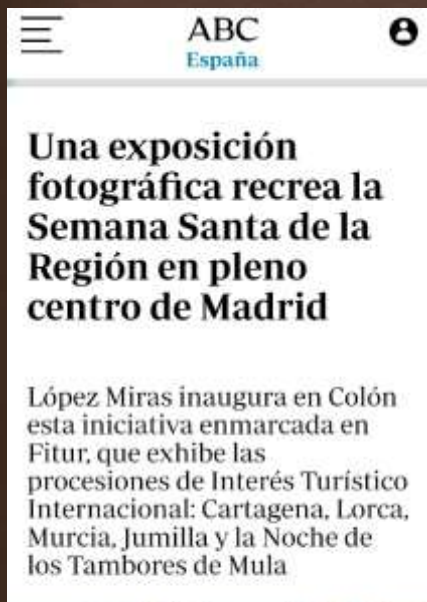 ABC
España
Una exposición
fotográfica recrea la
Semana Santa de la
Región en pleno
centro de Madrid
López Miras inaugura en Colón
esta iniciativa enmarcada en
Fitur, que exhibe las
procesiones de Interés Turístico
Internacional: Cartagena, Lorca,
Murcia, Jumilla y la Noche de
los Tambores de Mula